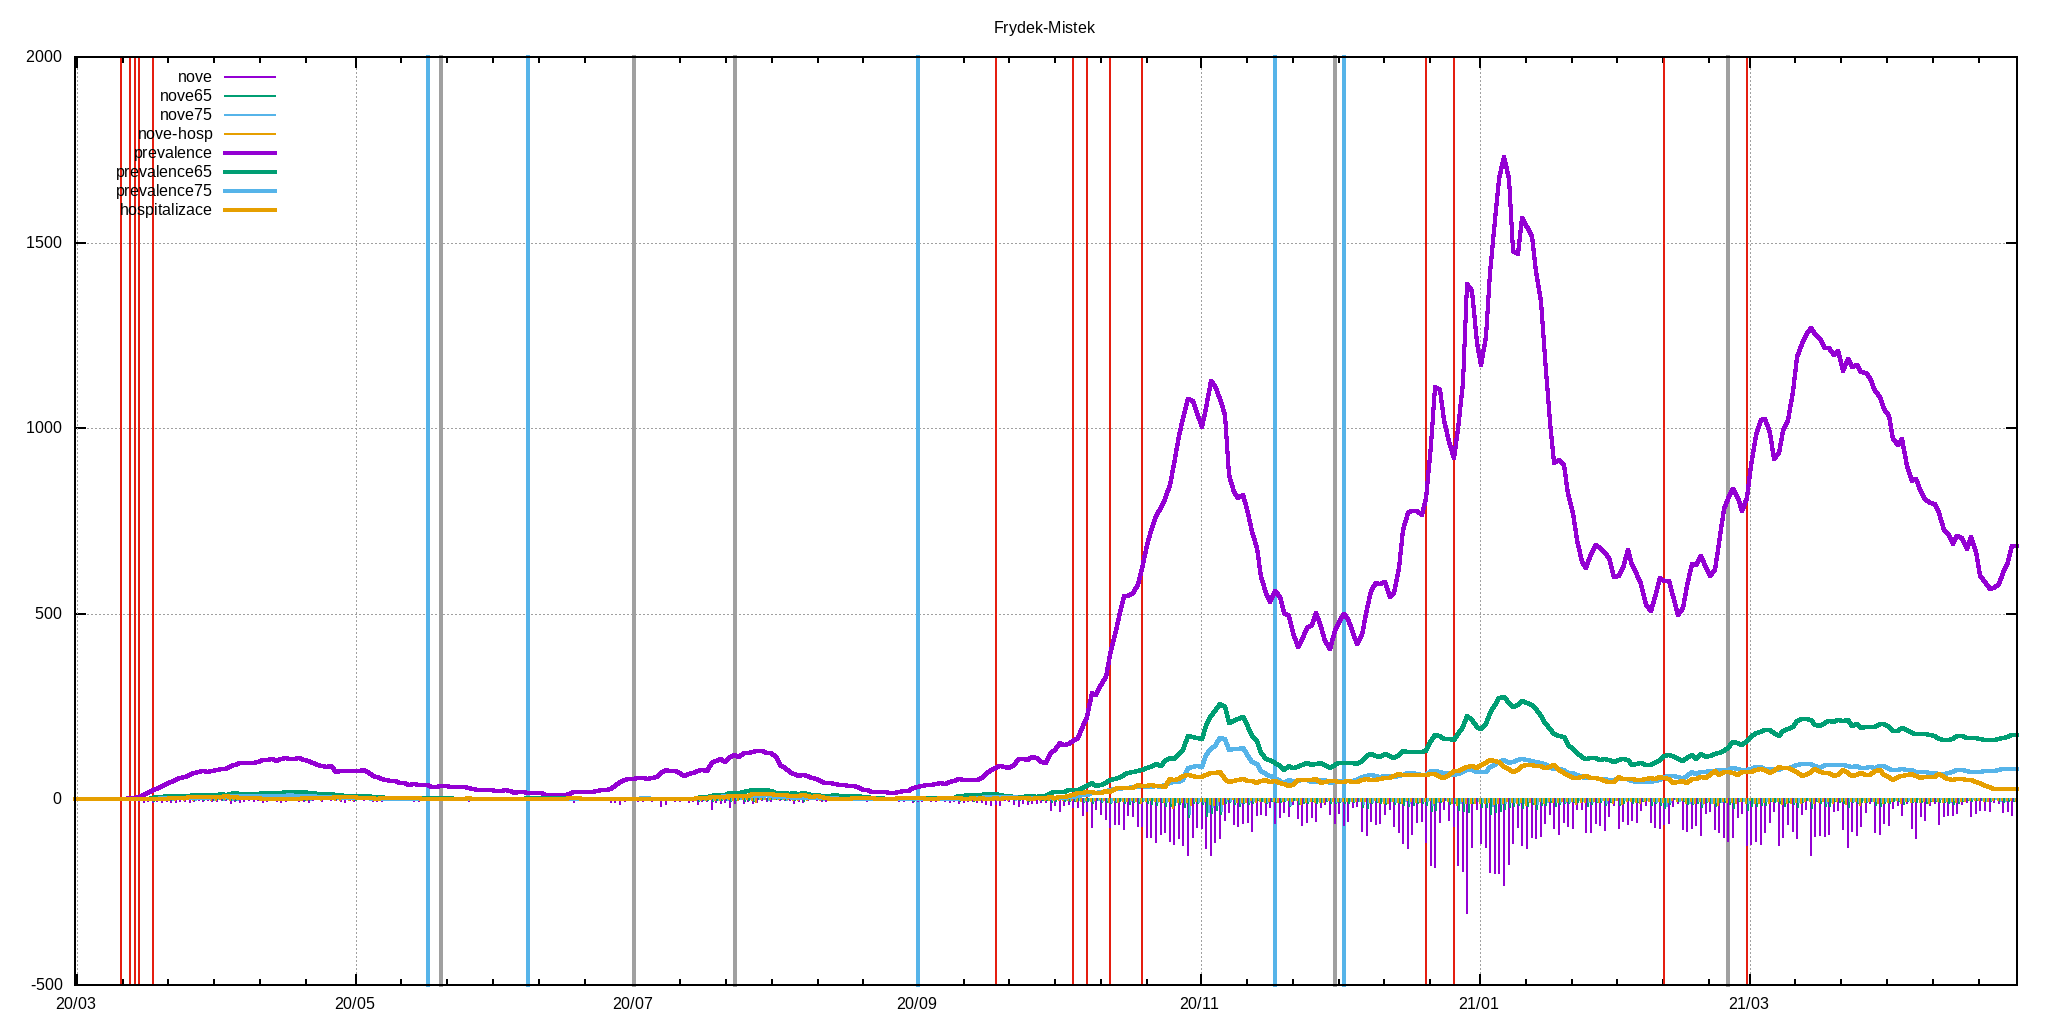 Frydek-Mistek
2000
1500
1000
500
0
-500
nove
nove65
nove75
nove-hosp
prevalence
prevalence65
prevalence75
hospitalizace
20/03 20/05 20/07 20/09 20/11 21/01 21/03